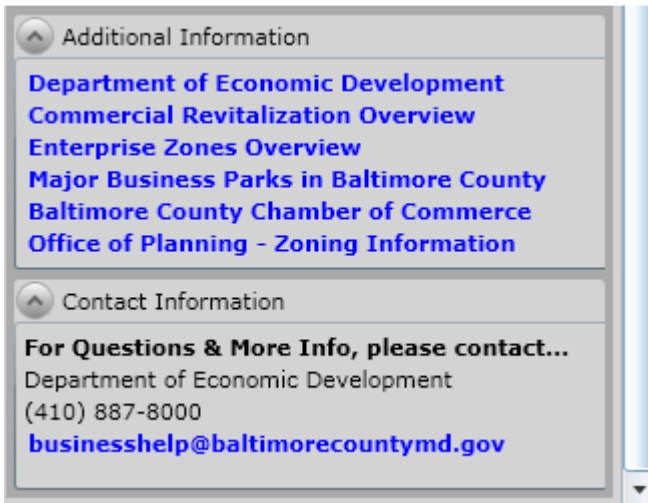 Additional Information
Department of Economic Development
Commercial Revitalization Overview
Enterprise Zones Overview
Major Business Parks in Baltimore County
Baltimore County Chamber of Commerce
Office of Planning - Zoning Information
Contact Information
For Questions & More Info, please contact...
Department of Economic Development
(410) 887-8000
businesshelp@baltimorecountymd.gov